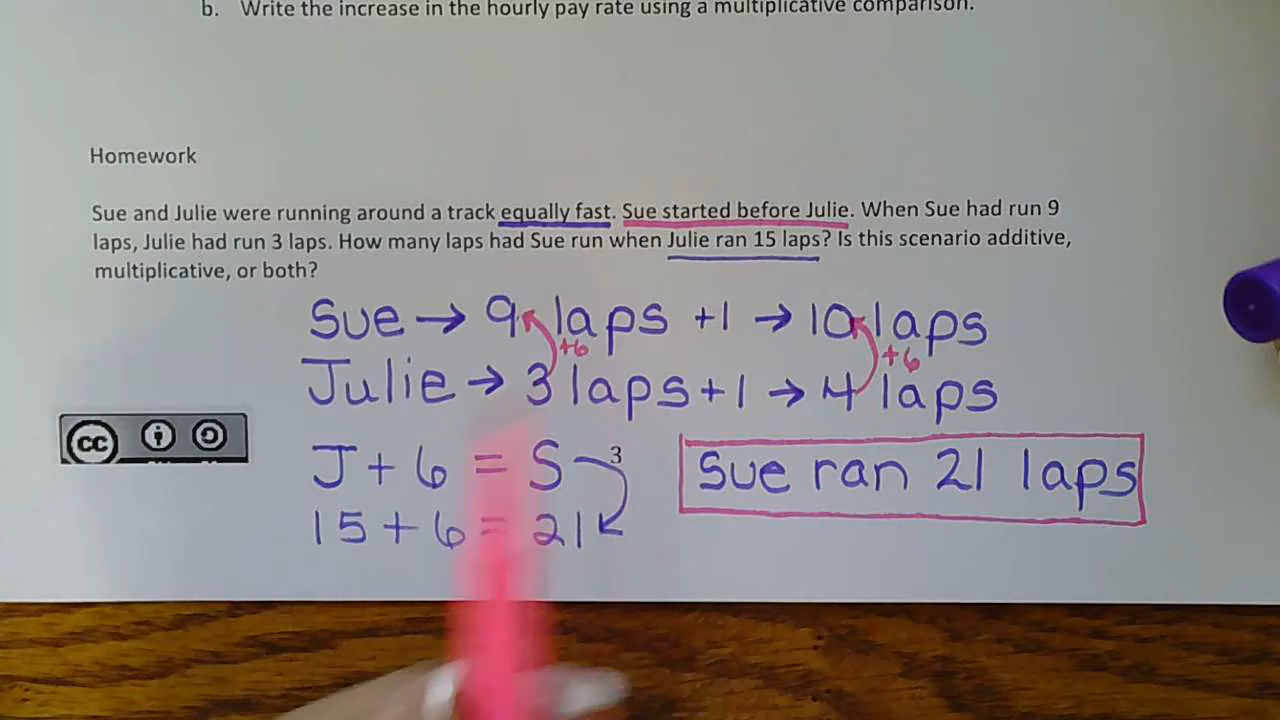 b. Write the increase in the hourly pay rate using a multiplicative comparison.
Homework
Sue and Julie were running around a track equally fast. Sue started before Julie. When Sue had run 9
laps, Julie had run 3 laps. How many laps had Sue run when Julie ran 15 laps? Is this scenario additive,
multiplicative, or both?
Sue → 9 laps +1 → 10 laps
+6 +6
Julie → 3 laps +1 → 4 laps
cc
J + 6 = S
3
Sue ran 21 laps
15 + 6 = 21